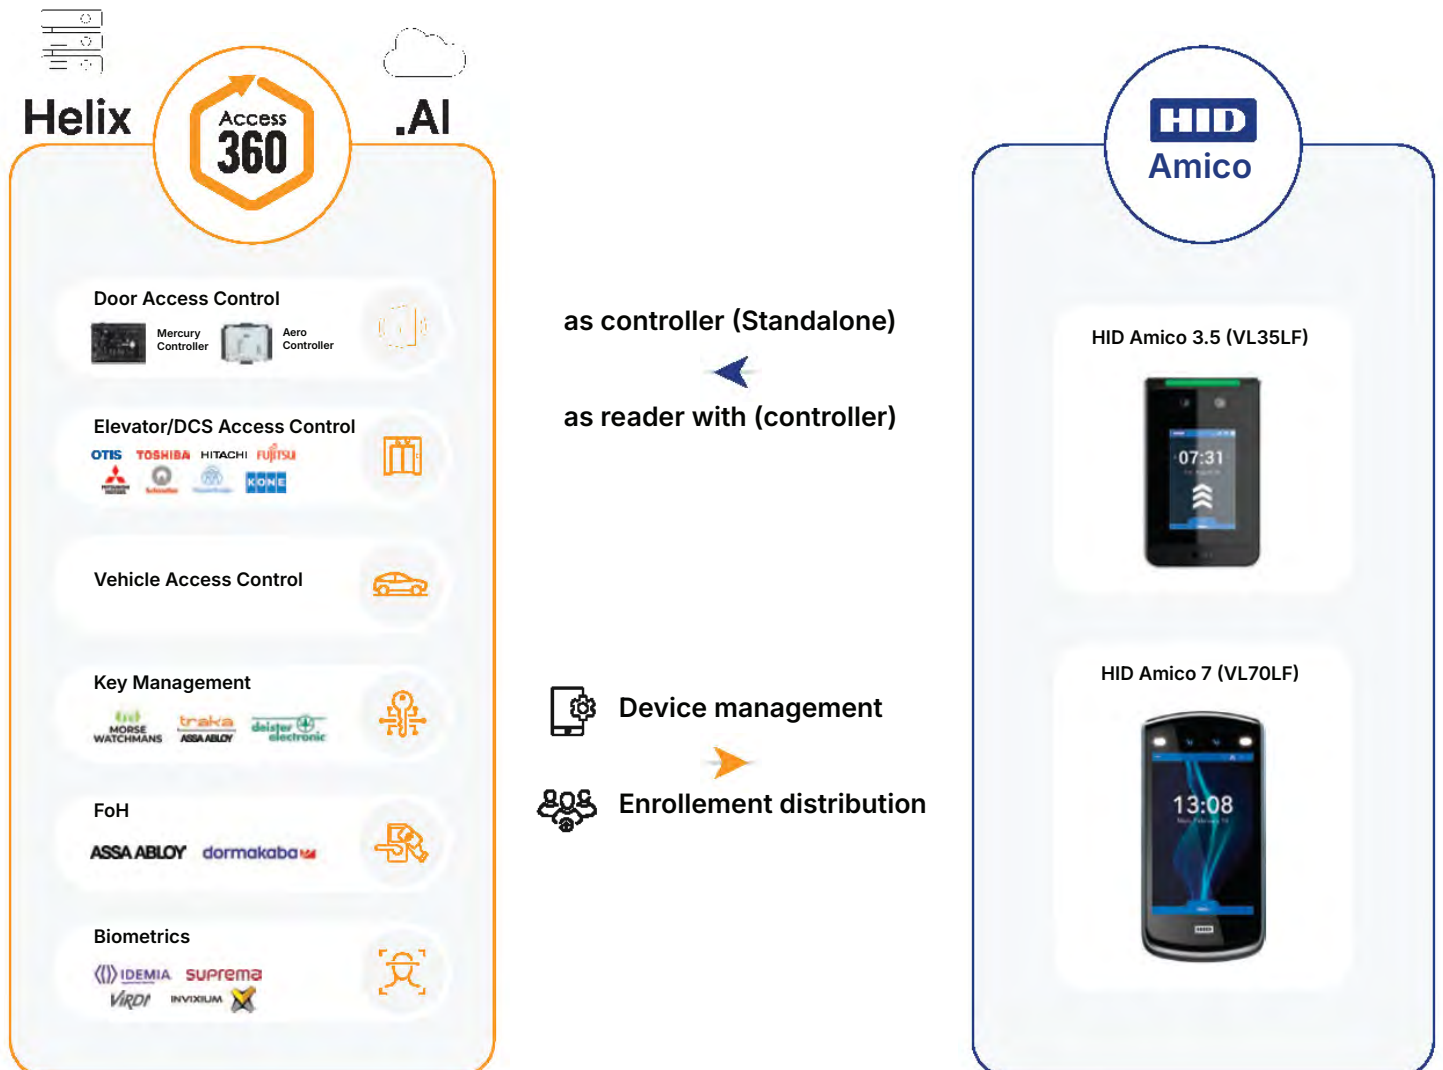 Helix
Access
360
.AI
Door Access Control
Mercury
Controller
Aero
Controller
Elevator/DCS Access Control
OTIS TOSHIBA HITACHI FUJITSU
KONE
Vehicle Access Control
Key Management
MORSE
WATCHMANS
traka
ASSA ABLOY
deister
electronic
FoH
ASSA ABLOY dormakaba
Biometrics
IDEMIA suprema
ViRDI INVIXIUM
as controller (Standalone)
as reader with (controller)
Device management
Enrollement distribution
HID
Amico
HID Amico 3.5 (VL35LF)
07:31
HID Amico 7 (VL70LF)
13:08
HID